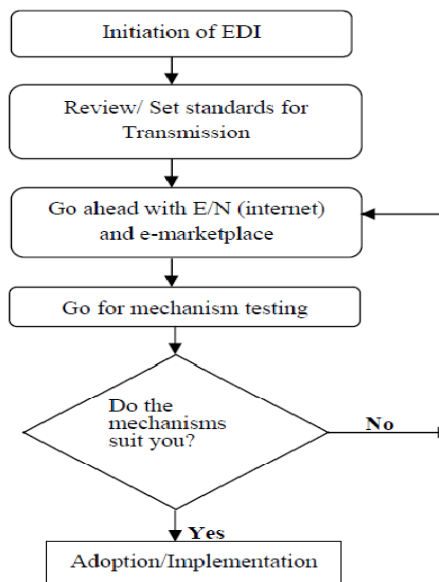 Initiation of EDI
Review/ Set standards for
Transmission
Go ahead with E/N (internet)
and e-marketplace
Go for mechanism testing
Do the
mechanisms
suit you?
No
Yes
Adoption/Implementation